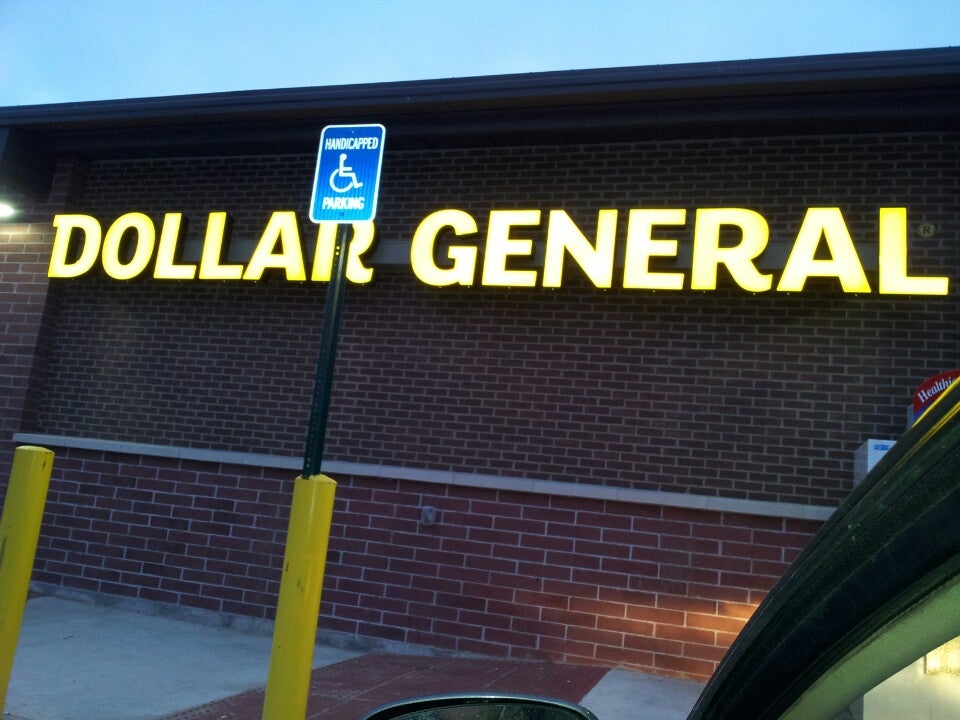 HANDICAPPED
PARKING
DOLLAR GENERAL ®